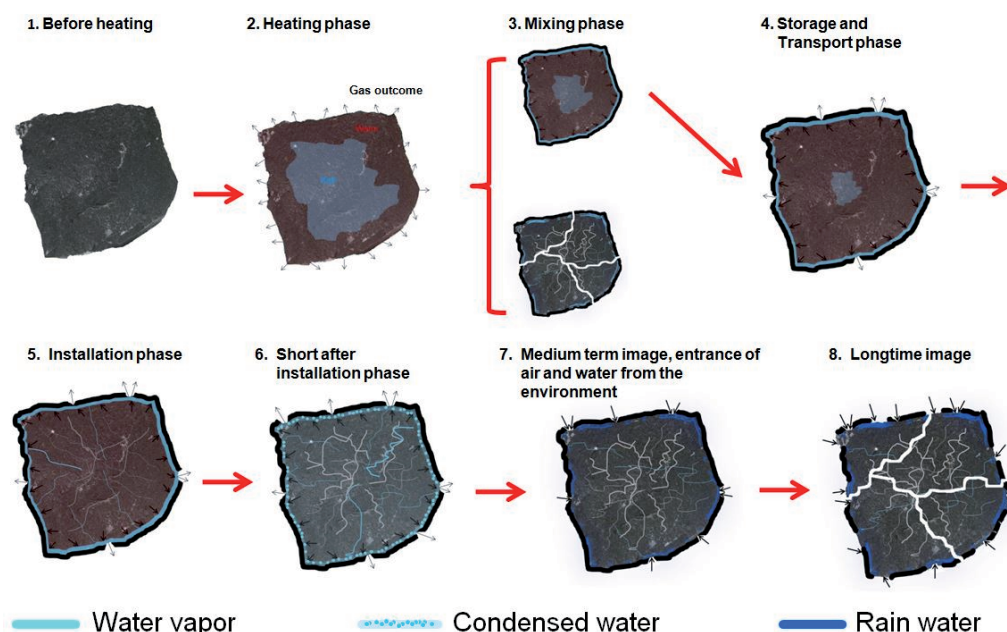 1. Before heating
2. Heating phase
3. Mixing phase
4. Storage and
Transport phase
Gas outcome
5. Installation phase
6. Short after
installation phase
7. Medium term image, entrance of
air and water from the
environment
8. Longtime image
Water vapor
Condensed water
Rain water